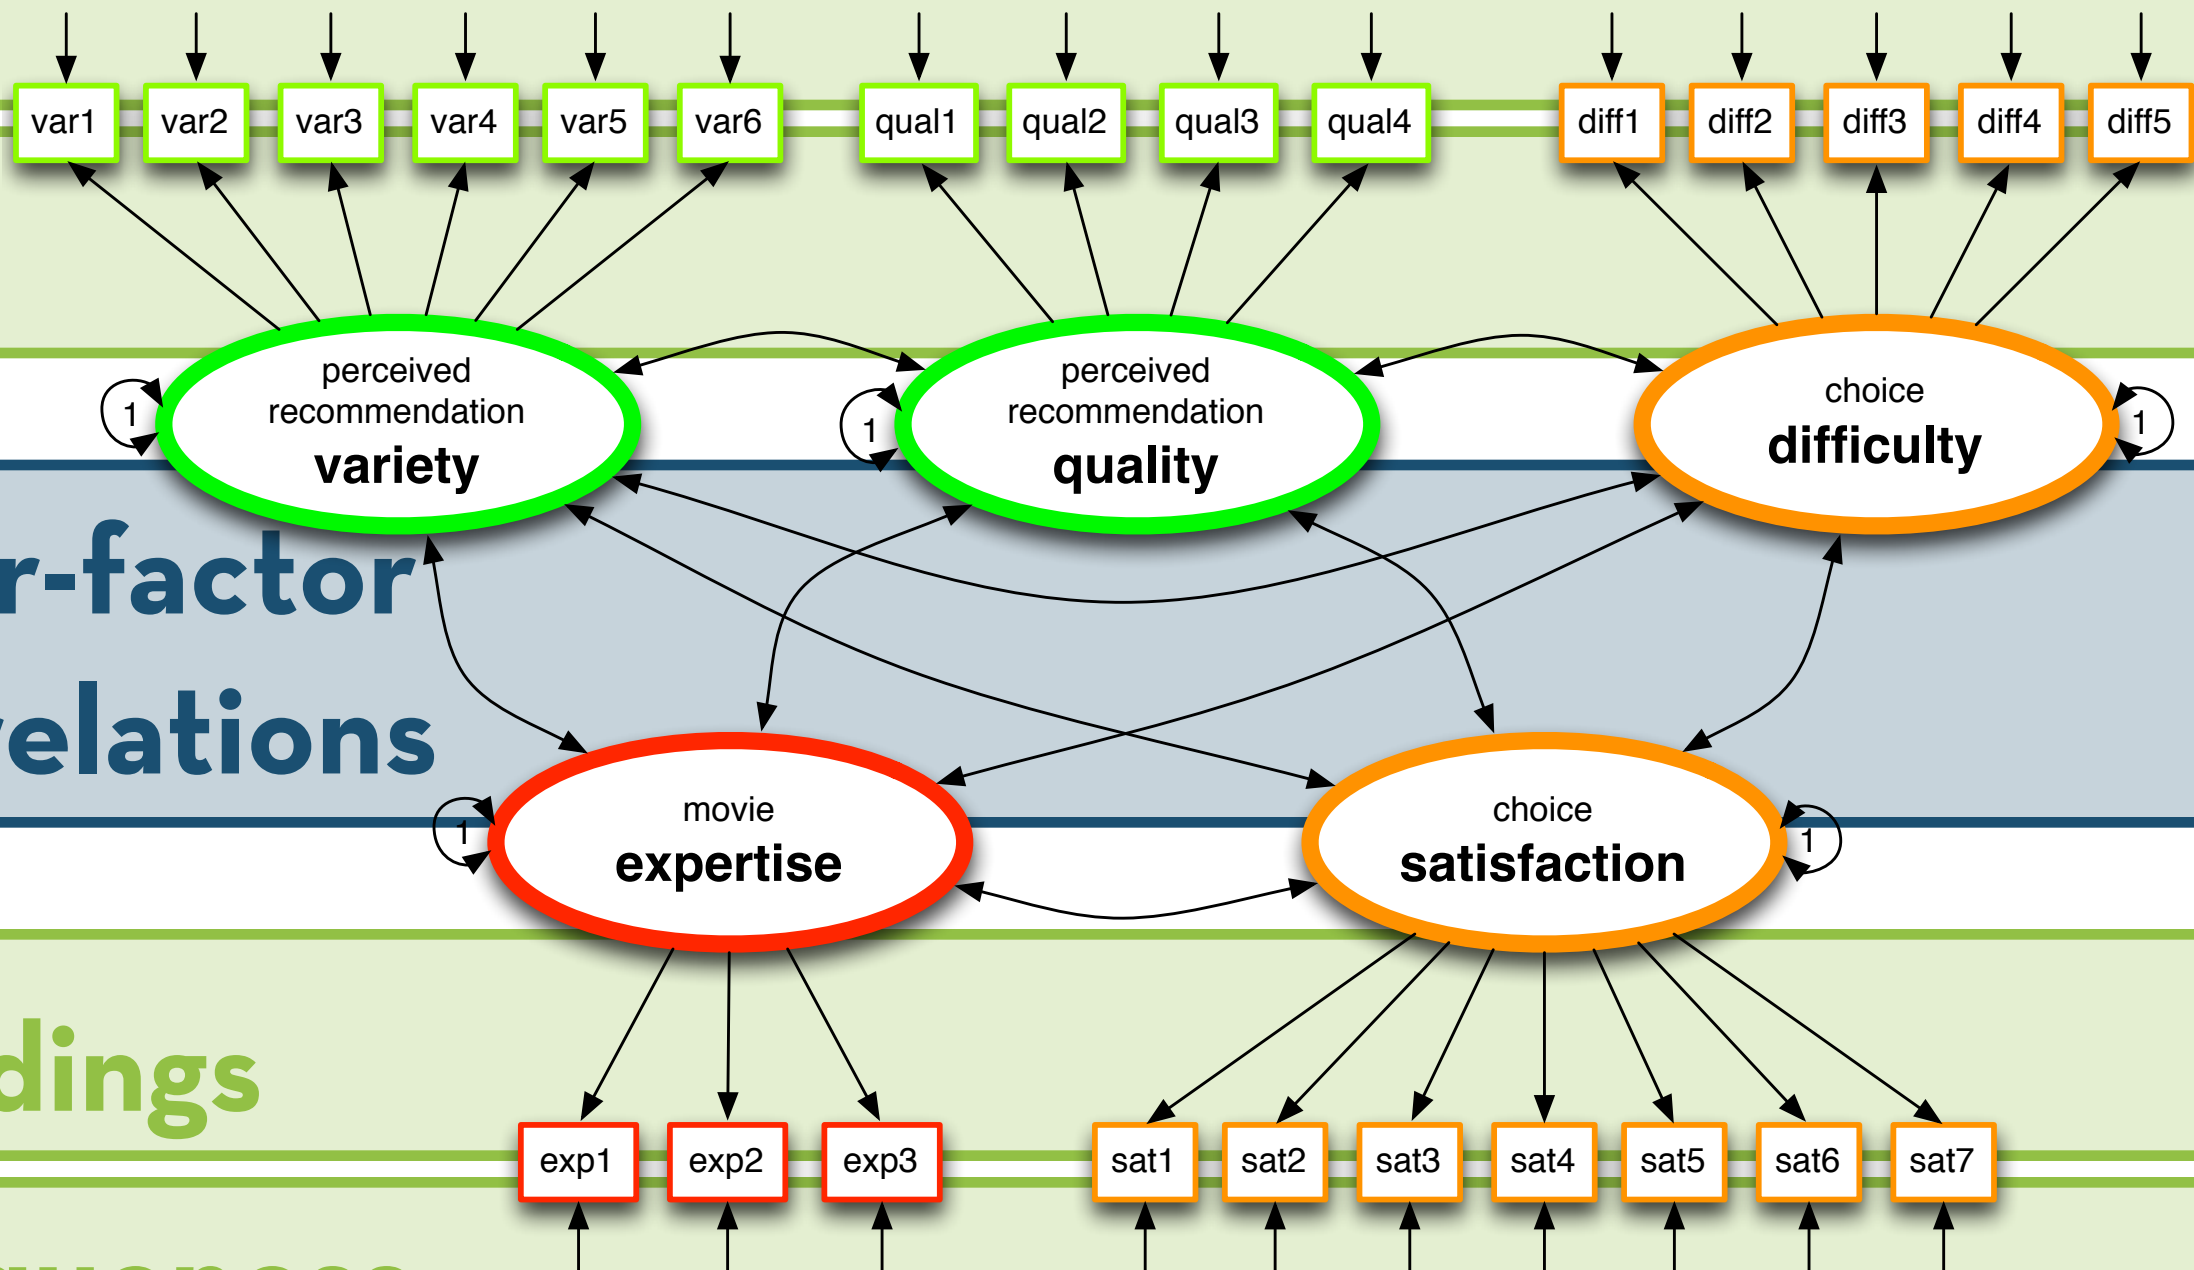 var1 var2 var3 var4 var5 var6 qual1 qual2 qual3 qual4 diff1 diff2 diff3 diff4 diff5
perceived
recommendation
variety
1
perceived
recommendation
quality
1
choice
difficulty
1
r-factor
relations
movie
expertise
1
choice
satisfaction
1
dings
exp1 exp2 exp3 sat1 sat2 sat3 sat4 sat5 sat6 sat7